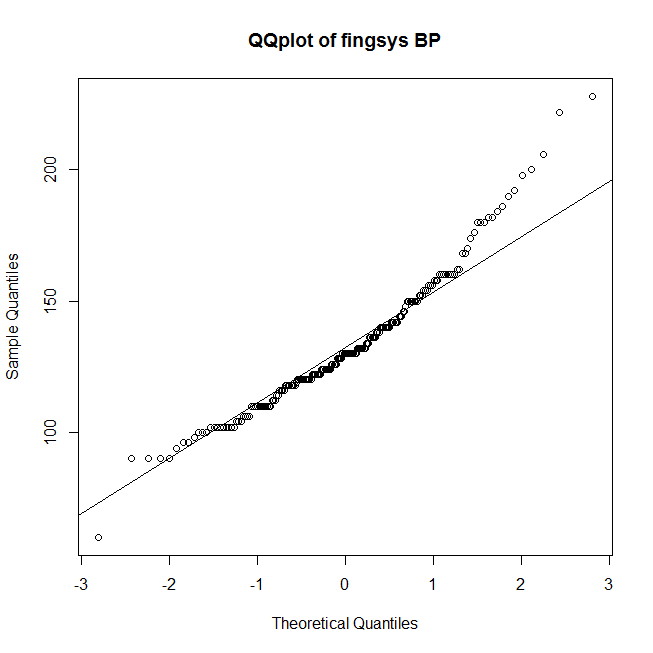 QQplot of fingsys BP
200
150
100
Sample Quantiles
-3 -2 -1 0 1 2 3
Theoretical Quantiles